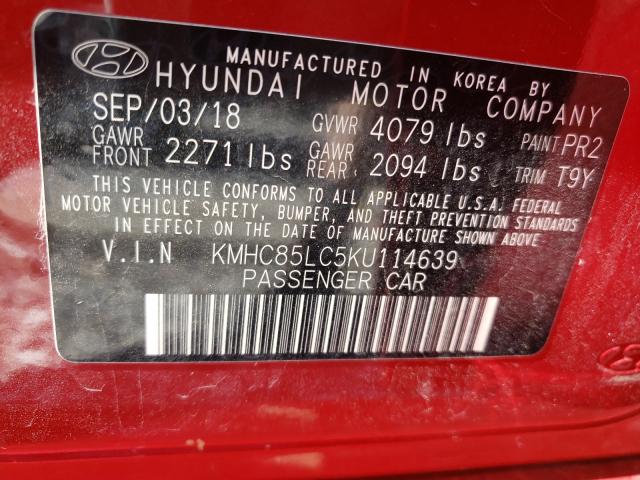 MANUFACTURED IN KOREA BY
HYUNDAI MOTOR COMPANY
SEP/03/18 GVWR 4079 lbs PAINT PR2
GAWR FRONT 2271 lbs GAWR REAR 2094 lbs TRIM T9Y
THIS VEHICLE CONFORMS TO ALL APPLICABLE U.S.A. FEDERAL
MOTOR VEHICLE SAFETY, BUMPER, AND THEFT PREVENTION STANDARDS
IN EFFECT ON THE DATE OF MANUFACTURE SHOWN ABOVE.
V.I.N KMHC85LC5KU114639
PASSENGER CAR